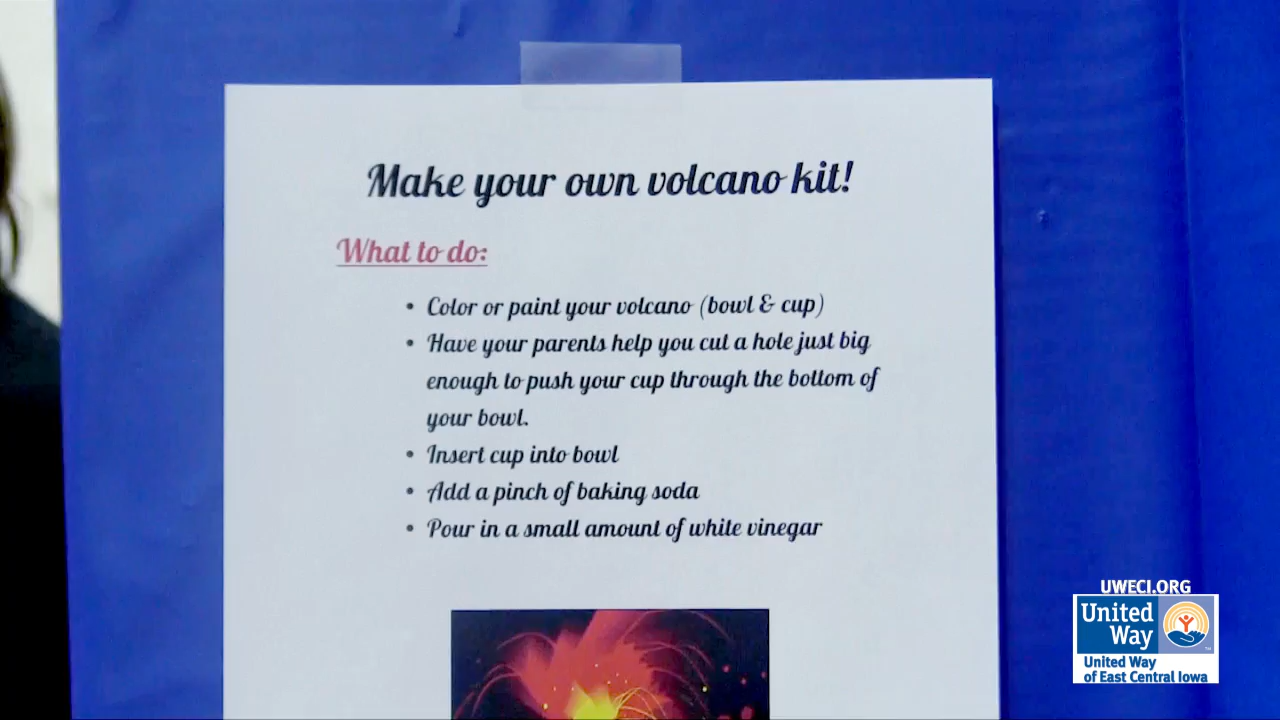 Make your own volcano kit!
What to do:
• Color or paint your volcano (bowl & cup)
• Have your parents help you cut a hole just big
enough to push your cup through the bottom of
your bowl.
• Insert cup into bowl
• Add a pinch of baking soda
• Pour in a small amount of white vinegar
UWECI.ORG
United
Way
United Way
of East Central Iowa